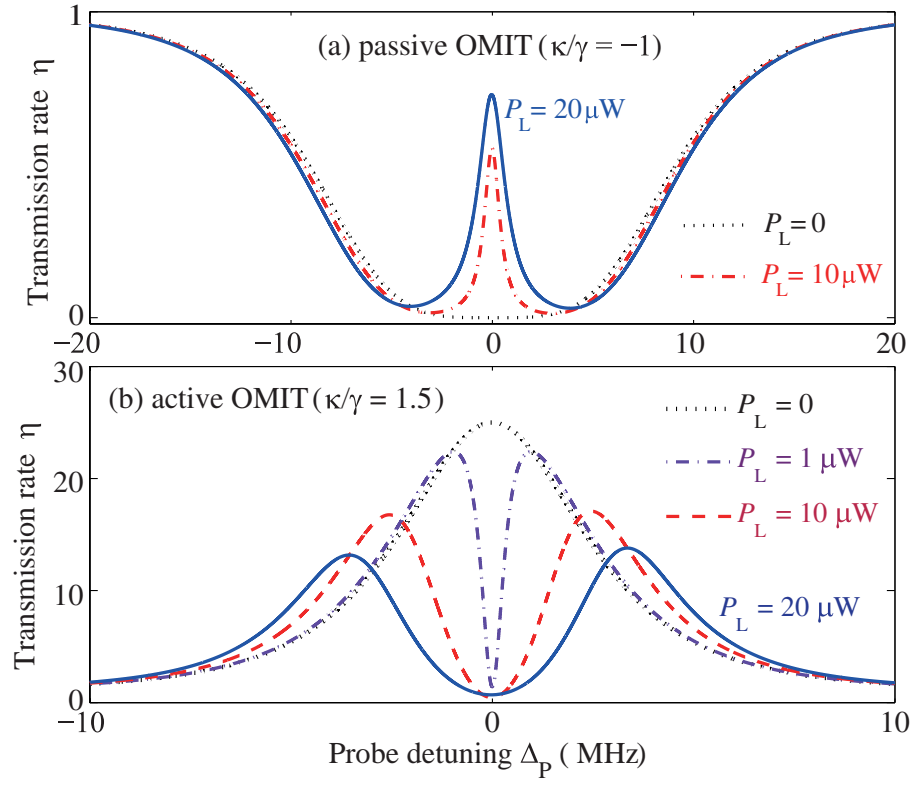 1
(a) passive OMIT (κ/γ = −1)
P_L = 20 μW
Transmission rate η
P_L = 0
P_L = 10 μW
0
−20 −10 0 10 20
30
(b) active OMIT (κ/γ = 1.5)
P_L = 0
P_L = 1 μW
20
P_L = 10 μW
Transmission rate η
10
P_L = 20 μW
0
−10 0 10
Probe detuning Δ_P ( MHz)